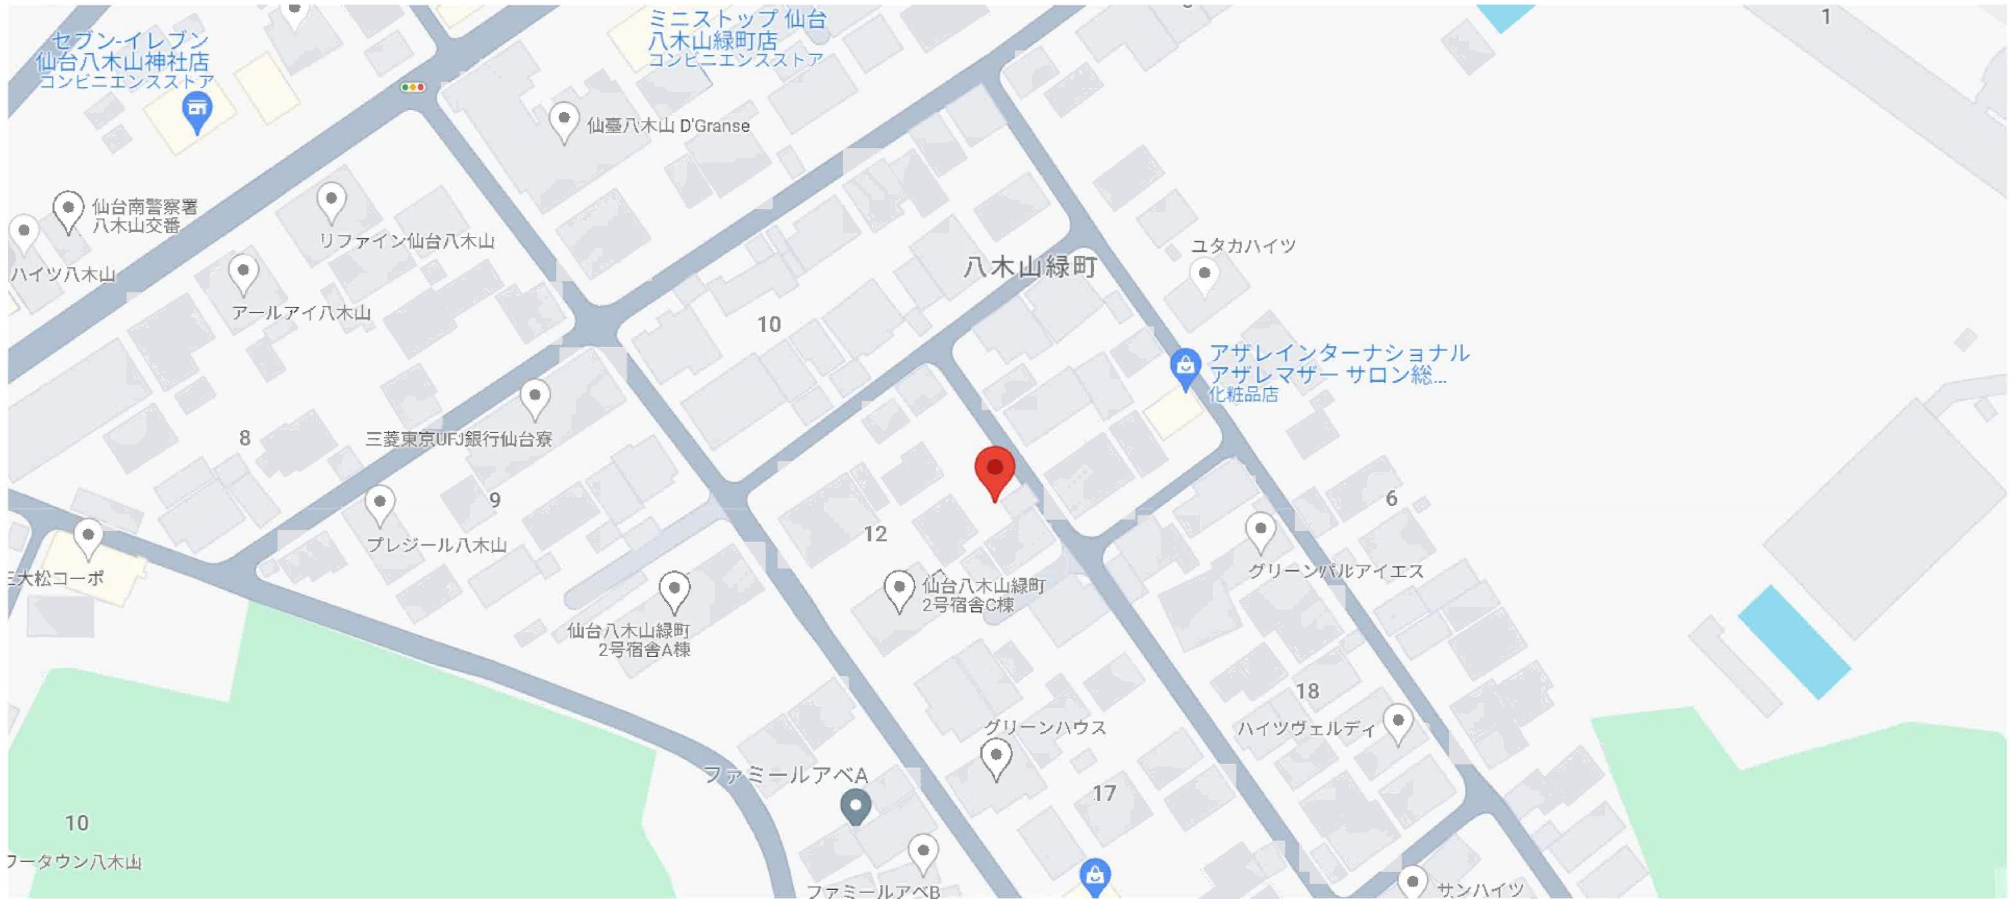 セブン-イレブン
仙台八木山神社店
コンビニエンスストア
ミニストップ 仙台
八木山緑町店
コンビニエンスストア
1
仙臺八木山 D'Granse
仙台南警察署
八木山交番
リファイン仙台八木山
ハイツ八木山
アールアイ八木山
八木山緑町
ユタカハイツ
10
アザレインターナショナル
アザレマザー サロン総...
化粧品店
8
三菱東京UFJ銀行仙台寮
9
6
プレジール八木山
12
グリーンパルアイエス
大松コーポ
仙台八木山緑町
2号宿舎C棟
仙台八木山緑町
2号宿舎A棟
18
グリーンハウス
ハイツヴェルディ
ファミールアベA
17
10
ワータウン八木山
ファミールアベB
サンハイツ